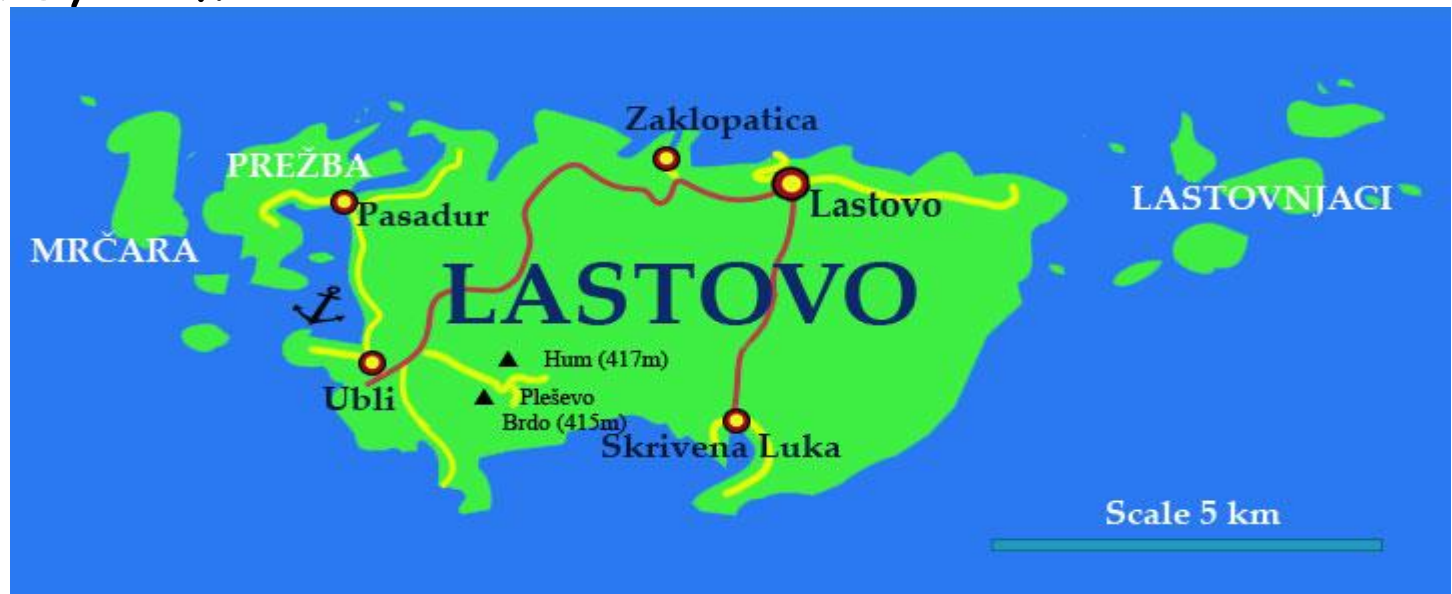 Zaklopatica
PREŽBA
Pasadur
Lastovo
LASTOVNJACI
MRČARA
LASTOVO
Hum (417m)
Ubli
Pleševo
Brdo (415m)
Skrivena Luka
Scale 5 km